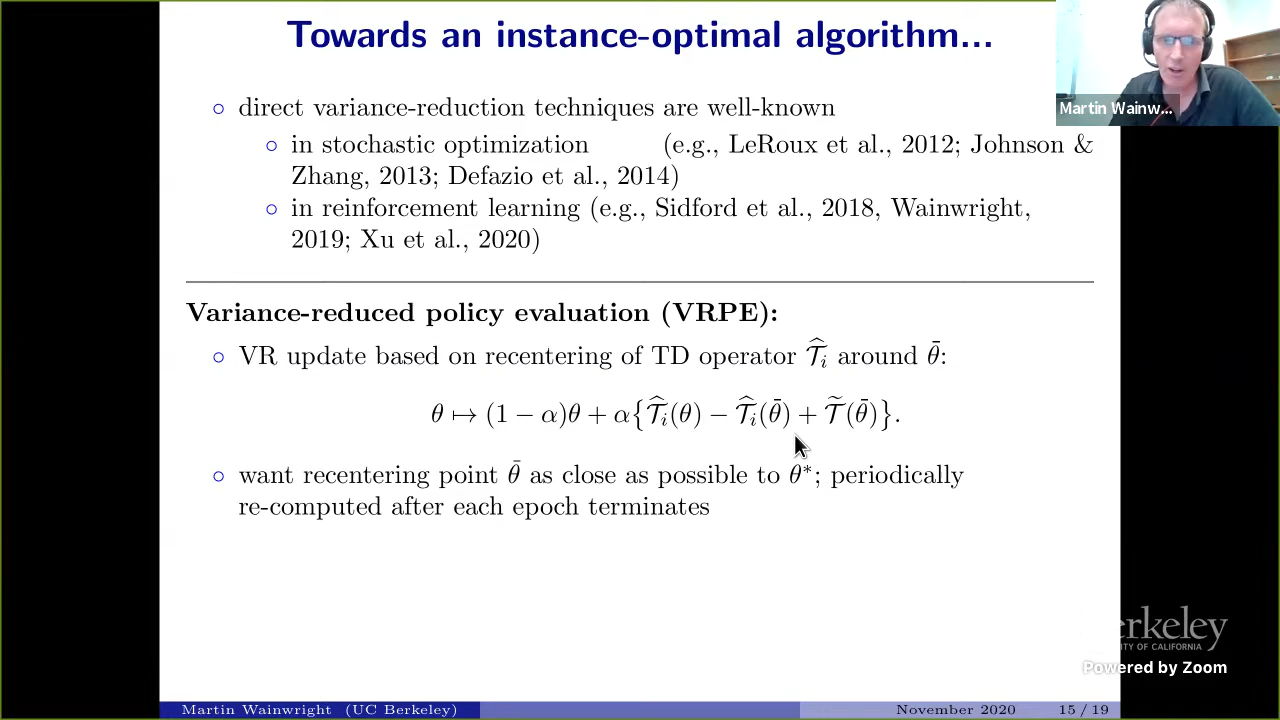 Towards an instance-optimal algorithm...
Martin Wainw...
○ direct variance-reduction techniques are well-known
○ in stochastic optimization (e.g., LeRoux et al., 2012; Johnson &
Zhang, 2013; Defazio et al., 2014)
○ in reinforcement learning (e.g., Sidford et al., 2018, Wainwright,
2019; Xu et al., 2020)
Variance-reduced policy evaluation (VRPE):
○ VR update based on recentering of TD operator 𝒯̂ᵢ around θ̄:
θ ↦ (1 − α)θ + α{𝒯̂ᵢ(θ) − 𝒯̂ᵢ(θ̄) + 𝒯̃(θ̄)}.
○ want recentering point θ̄ as close as possible to θ*; periodically
re-computed after each epoch terminates
erkeley
TY OF CALIFORNIA
Powered by Zoom
Martin Wainwright (UC Berkeley)
November 2020
15 / 19